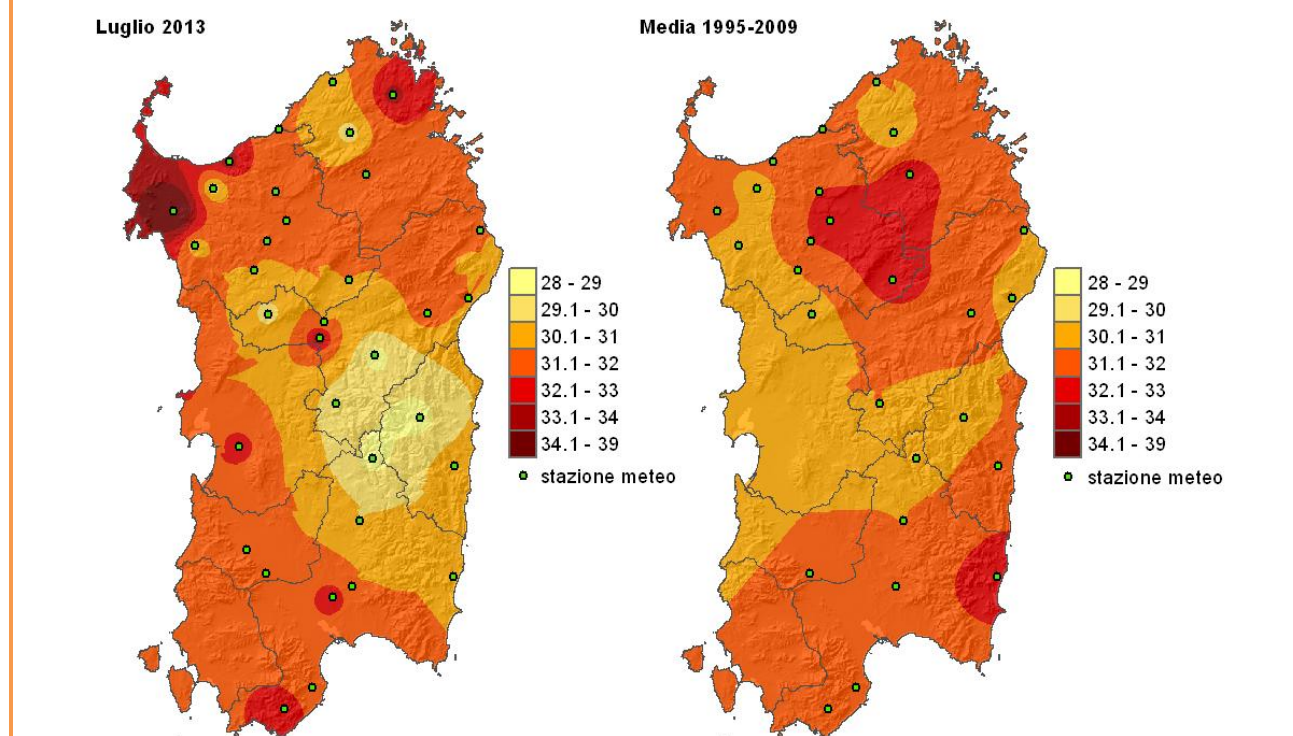 Luglio 2013
Media 1995-2009
28 - 29
29.1 - 30
30.1 - 31
31.1 - 32
32.1 - 33
33.1 - 34
34.1 - 39
stazione meteo
28 - 29
29.1 - 30
30.1 - 31
31.1 - 32
32.1 - 33
33.1 - 34
34.1 - 39
stazione meteo